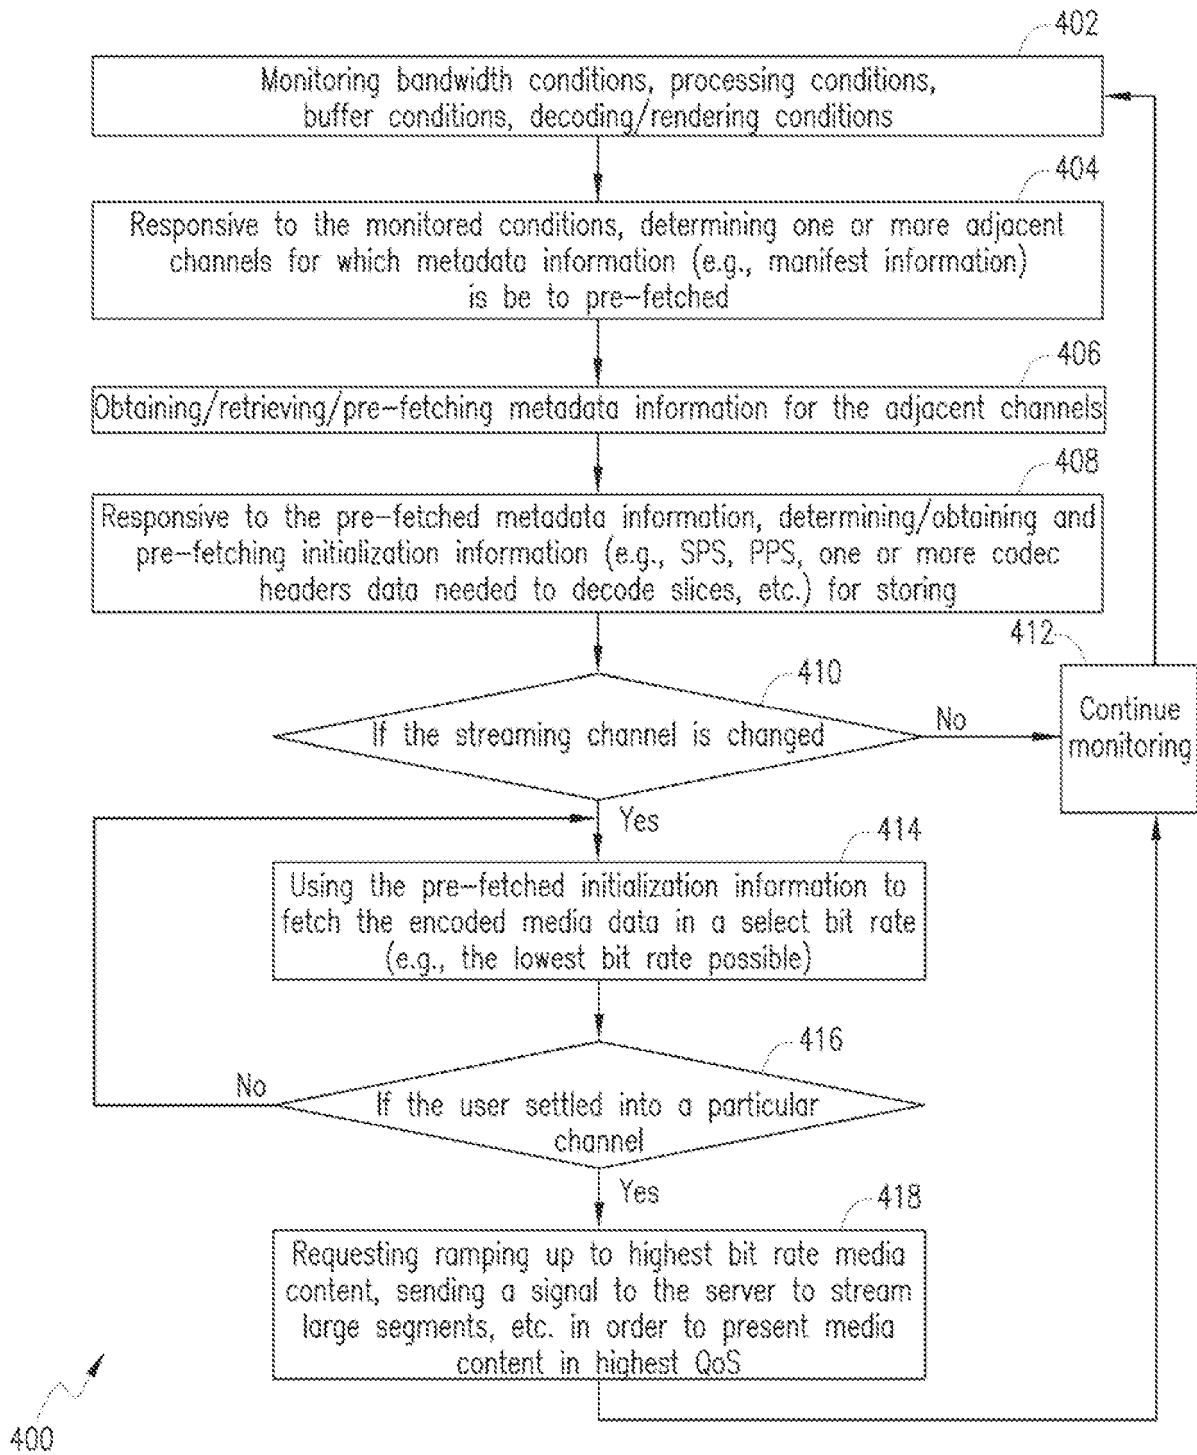 402
Monitoring bandwidth conditions, processing conditions,
buffer conditions, decoding/rendering conditions
404
Responsive to the monitored conditions, determining one or more adjacent
channels for which metadata information (e.g., manifest information)
is be to pre-fetched
406
Obtaining/retrieving/pre-fetching metadata information for the adjacent channels
408
Responsive to the pre-fetched metadata information, determining/obtaining and
pre-fetching initialization information (e.g., SPS, PPS, one or more codec
headers data needed to decode slices, etc.) for storing
412
410
If the streaming channel is changed
No
Continue
monitoring
Yes
414
Using the pre-fetched initialization information to
fetch the encoded media data in a select bit rate
(e.g., the lowest bit rate possible)
416
No
If the user settled into a particular
channel
Yes
418
Requesting ramping up to highest bit rate media
content, sending a signal to the server to stream
large segments, etc. in order to present media
content in highest QoS
400